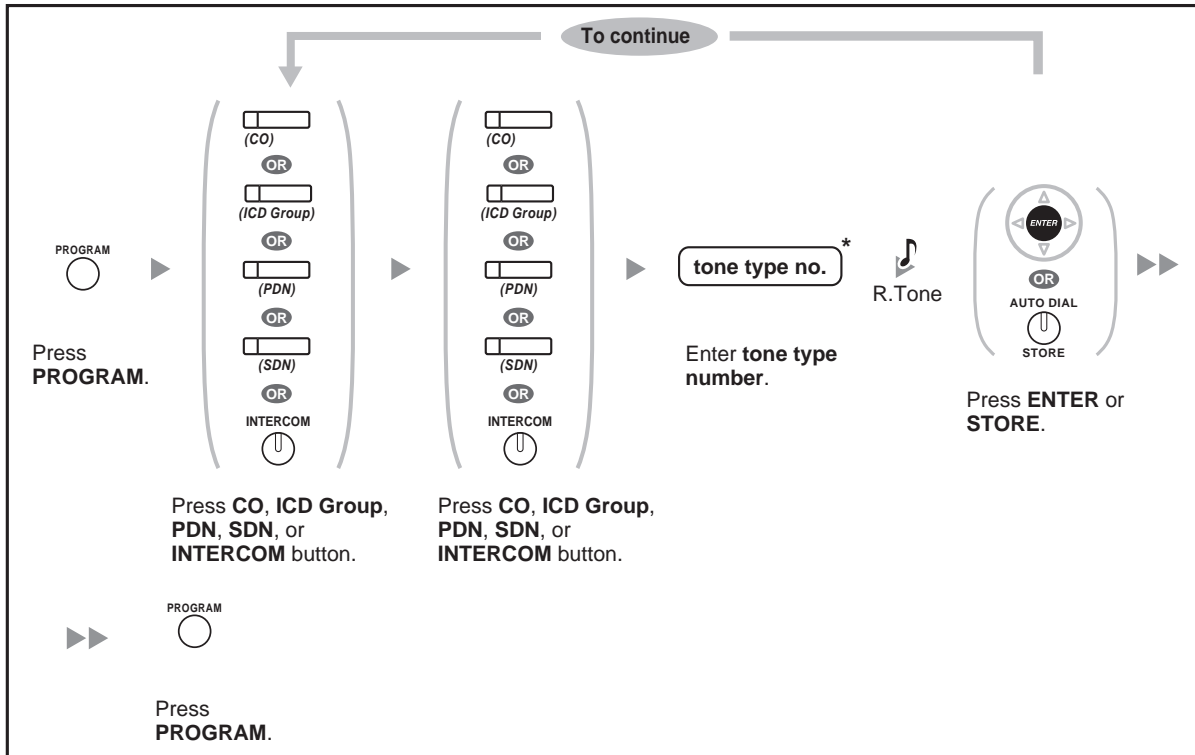 To continue
PROGRAM
Press
PROGRAM.
(CO)
OR
(ICD Group)
OR
(PDN)
OR
(SDN)
OR
INTERCOM
Press CO, ICD Group,
PDN, SDN, or
INTERCOM button.
(CO)
OR
(ICD Group)
OR
(PDN)
OR
(SDN)
OR
INTERCOM
Press CO, ICD Group,
PDN, SDN, or
INTERCOM button.
tone type no.*
Enter tone type
number.
R.Tone
ENTER
OR
AUTO DIAL
STORE
Press ENTER or
STORE.
PROGRAM
Press
PROGRAM.